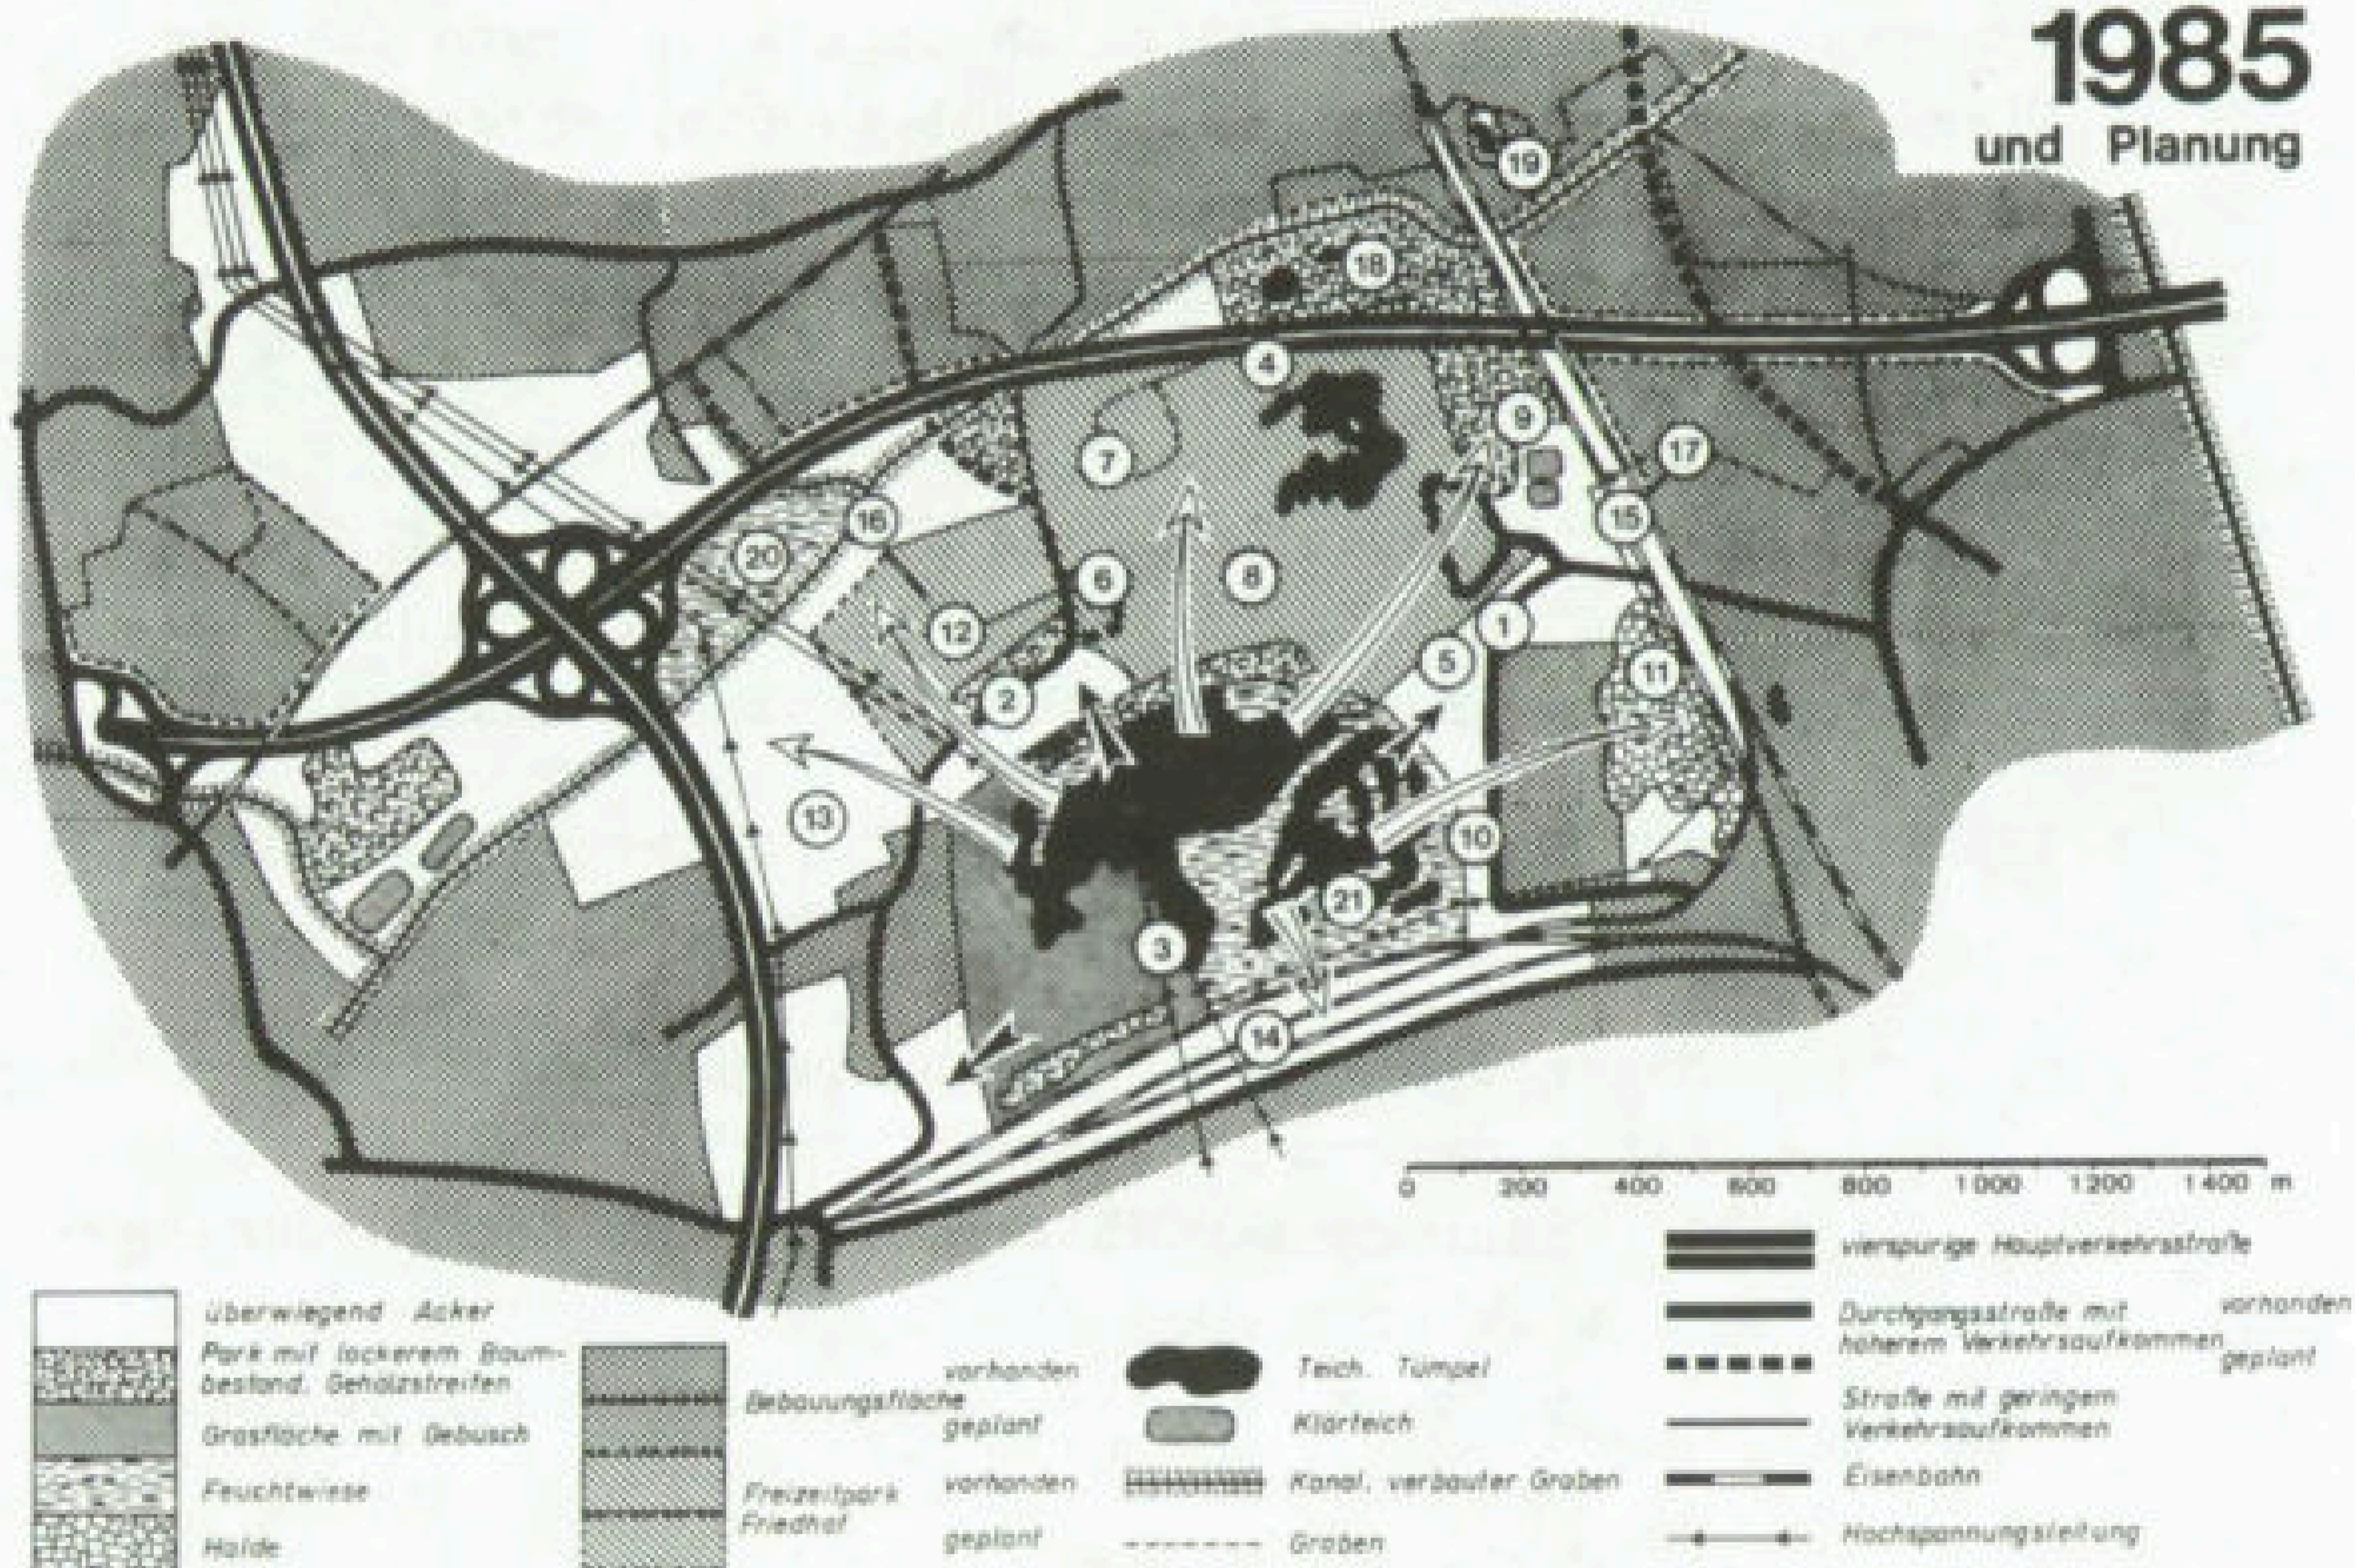 1985
und Planung
19
18
4
9
17
7
16
15
20
6
8
12
1
5
11
2
13
10
21
3
14
0 200 400 600 800 1000 1200 1400 m
vierspurige Hauptverkehrsstraße
Durchgangsstraße mit
höherem Verkehrsaufkommen
vorhanden
geplant
Straße mit geringem
Verkehrsaufkommen
Eisenbahn
Hochspannungsleitung
überwiegend Acker
Park mit lockerem Baum-
bestand, Gehölzstreifen
Grasfläche mit Gebüsch
Feuchtwiese
Halde
Bebauungsfläche
vorhanden
geplant
Freizeitpark
Friedhof
vorhanden
geplant
Teich, Tümpel
Klärteich
Kanal, verbauter Graben
Graben